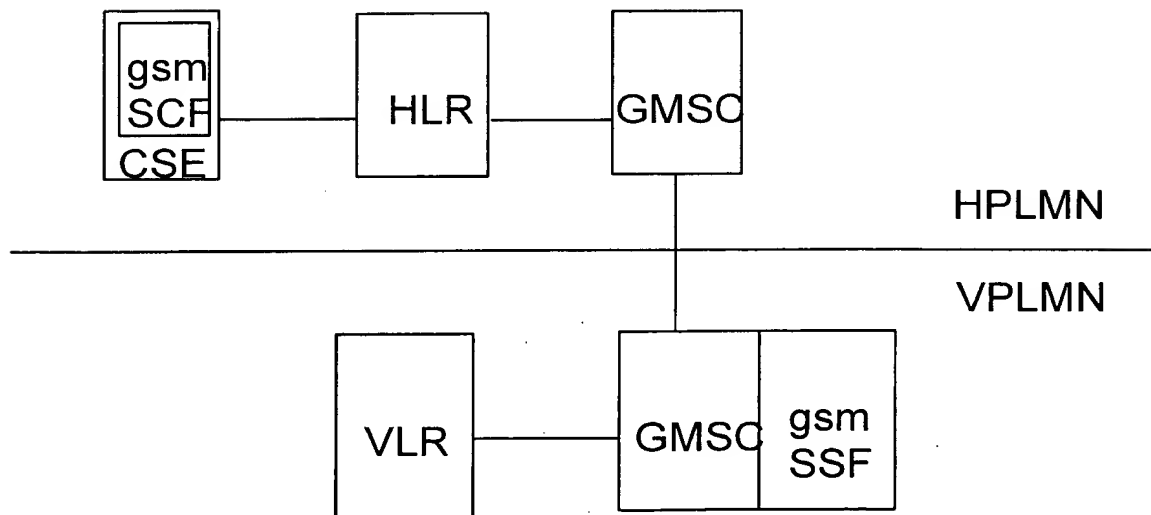 gsm
SCF
CSE
HLR
GMSC
HPLMN
VPLMN
VLR
GMSC
gsm
SSF